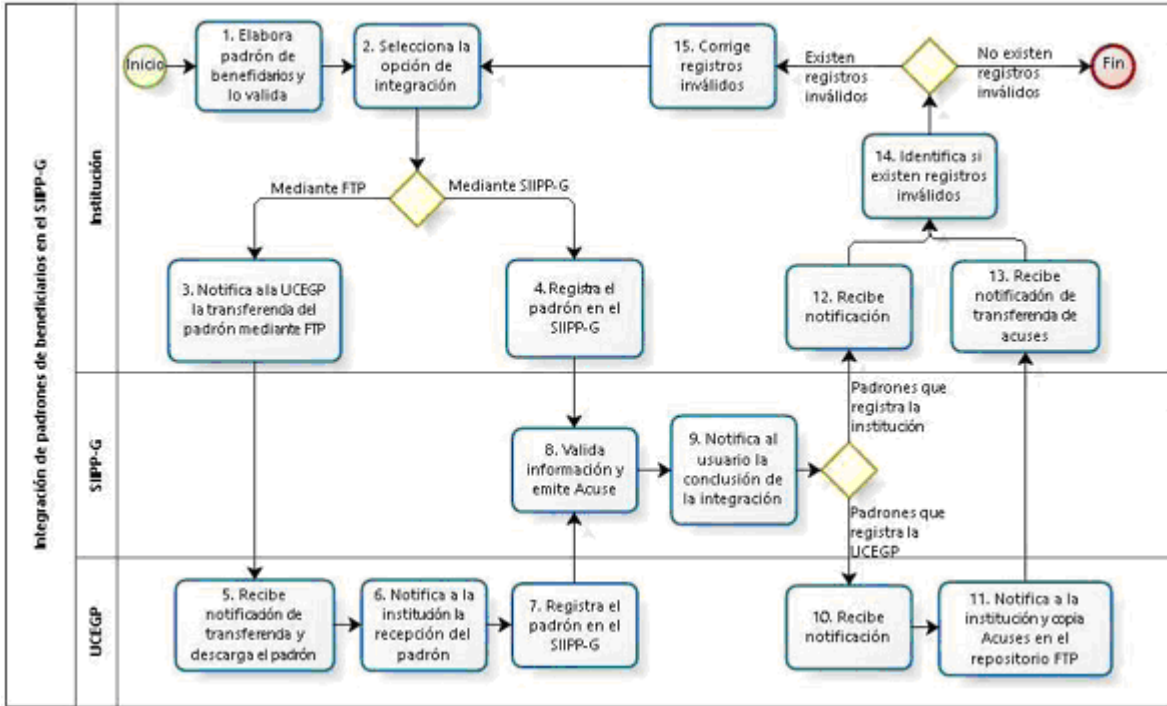 Integración de padrones de beneficiarios en el SIIPP-G
Institución
Inicio
1. Elabora
padrón de
benefidarios y
lo valida
2. Selecciona la
opción de
integración
15. Corrige
registros
inválidos
Existen
registros
inválidos
No existen
registros
inválidos
Fin
14. Identifica si
existen registros
inválidos
Mediante FTP
Mediante SIIPP-G
3. Notifica a la UCEGP
la transferenda del
padrón mediante FTP
4. Registra el
padrón en el
SIIPP-G
12. Recibe
notificación
13. Recibe
notificadón de
transferenda de
acuses
SIIPP-G
Padrones que
registra la
institución
8. Valida
información y
emite Acuse
9. Notifica al
usuario la
conclusión de
la integración
Padrones que
registra la
UCEGP
UCEGP
5. Recibe
notificación de
transferenda y
descarga el padrón
6. Notifica a la
institución la
recepción del
padrón
7. Registra el
padrón en el
SIIPP-G
10. Recibe
notificación
11. Notifica a la
institución y copia
Acuses en el
repositorio FTP